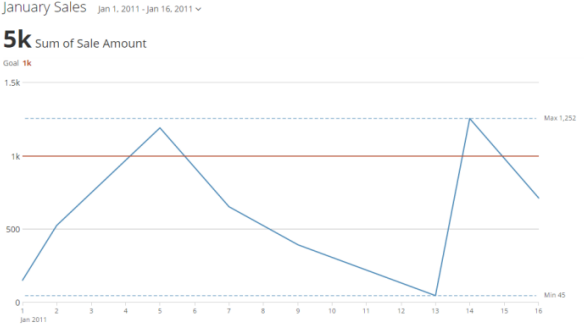 January Sales Jan 1, 2011 - Jan 16, 2011
5k Sum of Sale Amount
Goal 1k
1.5k
Max 1,252
1k
500
Min 45
0
1 2 3 4 5 6 7 8 9 10 11 12 13 14 15 16
Jan 2011